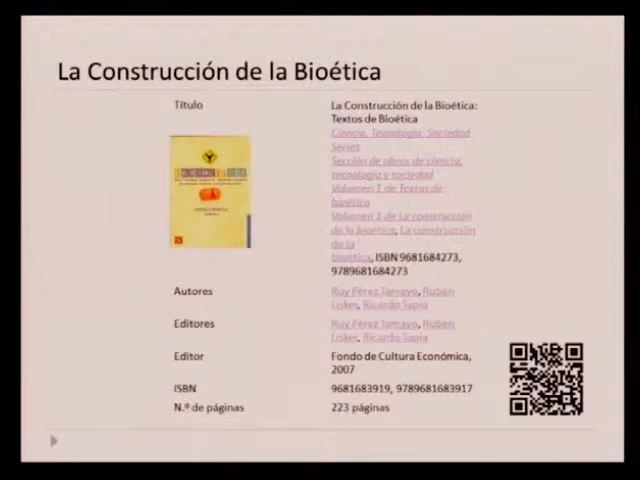 La Construcción de la Bioética
Título
La Construcción de la Bioética:
Textos de Bioética
Ciencia, Tecnología, Sociedad
Series
Sección de obras de ciencia,
tecnología y sociedad
Volumen 1 de Textos de
bioética
Volumen 1 de La construcción
de la bioética, La construcción
de la
bioética, ISBN 9681684273,
9789681684273
Autores
Ruy Pérez Tamayo, Rubén
Lisker, Ricardo Tapia
Editores
Ruy Pérez Tamayo, Rubén
Lisker, Ricardo Tapia
Editor
Fondo de Cultura Económica,
2007
ISBN
9681683919, 9789681683917
N.º de páginas
223 páginas